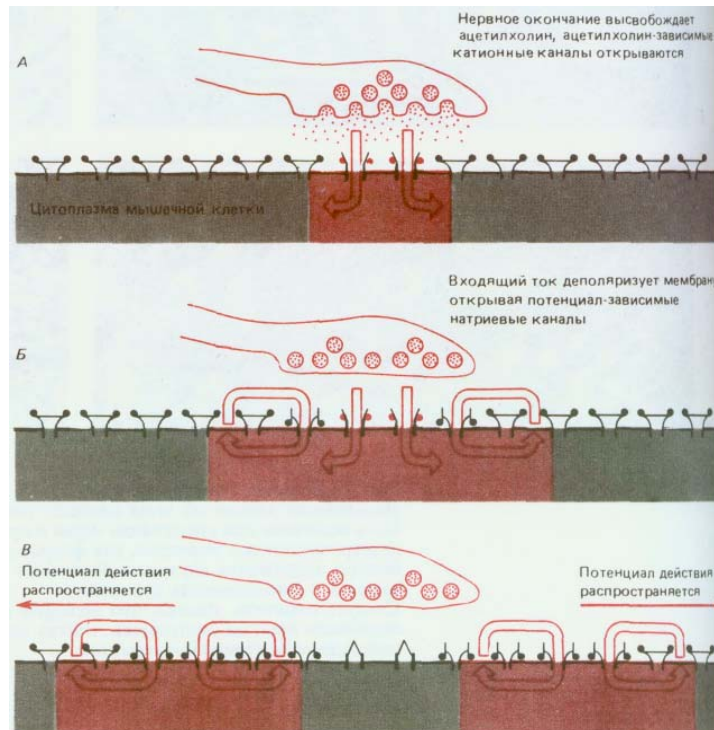 Нервное окончание высвобождает
ацетилхолин, ацетилхолин-зависимые
катионные каналы открываются
А
Цитоплазма мышечной клетки
Входящий ток деполяризует мембран
открывая потенциал-зависимые
натриевые каналы
Б
В
Потенциал действия
распространяется
Потенциал действия
распространяется